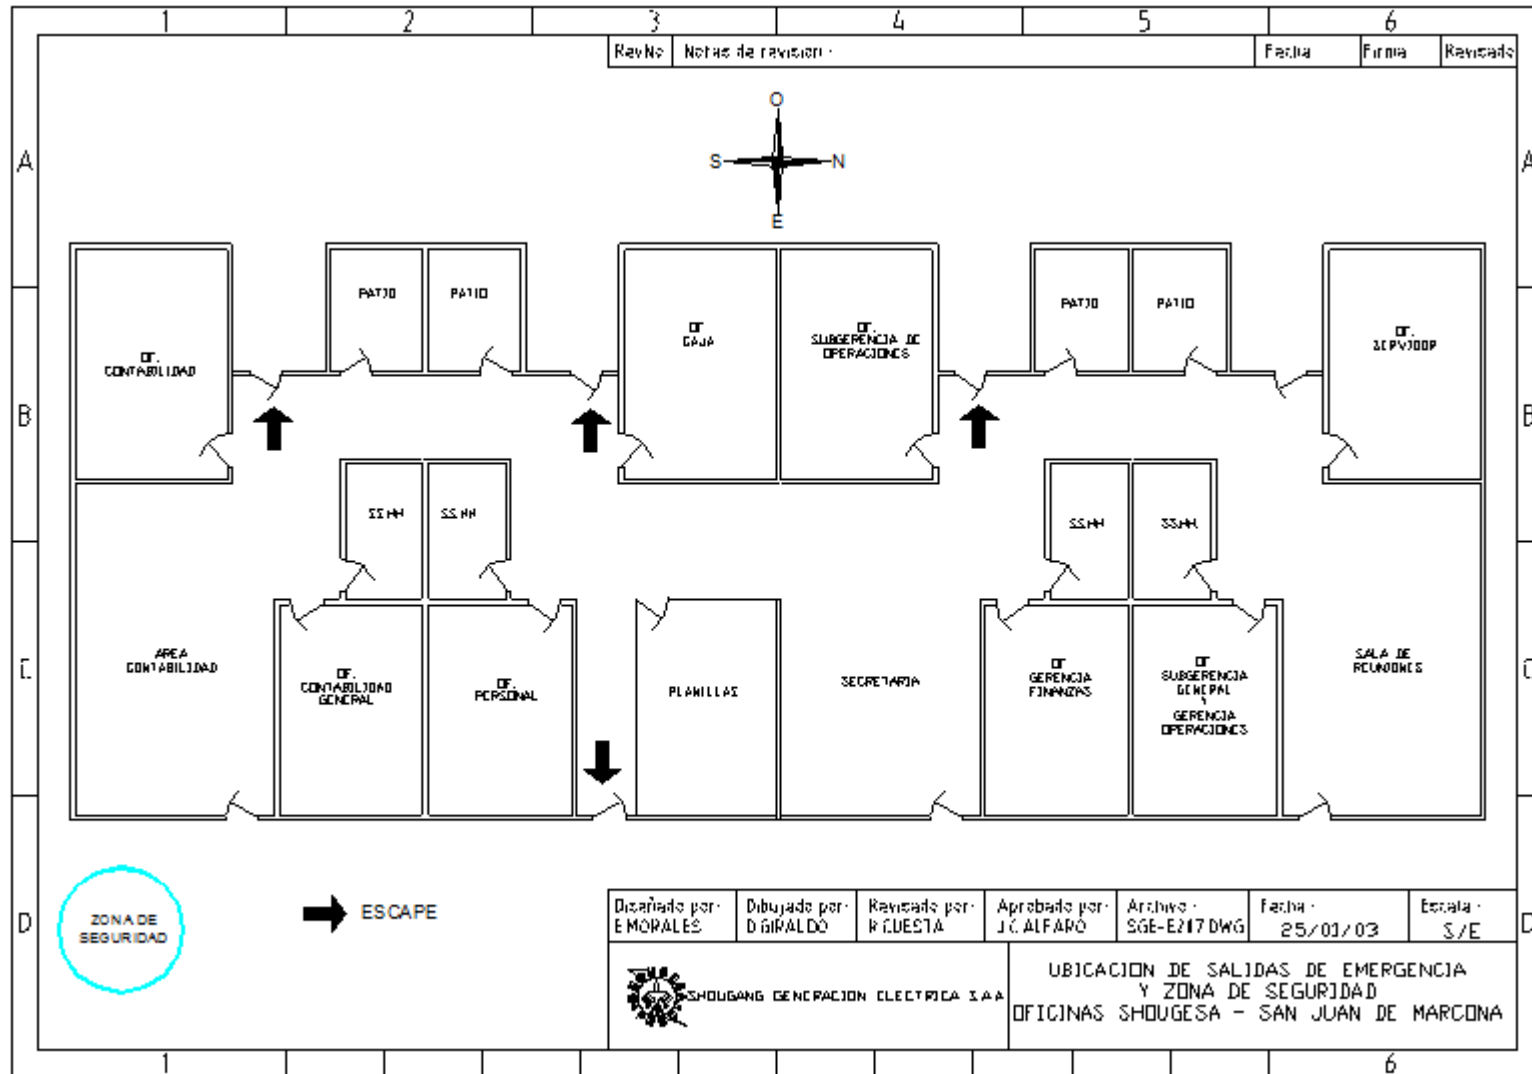 1 2 3 4 5 6
Rev No Notas de revision : Fecha Firma Revisado
O
S N
E
A A
PATIO PATIO PATIO PATIO
OF. CONTABILIDAD
OF CAJA
OF. SUBGERENCIA DE OPERACIONES
OF. SERVIDOR
B B
SS.HH SS.HH SS.HH SS.HH
AREA CONTABILIDAD
OF. CONTABILIDAD GENERAL
OF. PERSONAL
PLANILLAS
SECRETARIA
OF GERENCIA FINANZAS
OF SUBGERENCIA GENERAL Y GERENCIA OPERACIONES
SALA DE REUNIONES
C C
ZONA DE
SEGURIDAD
ESCAPE
D D
Diseñado por: Dibujado por: Revisado por: Aprobado por: Archivo : Fecha : Escala :
E.MORALES D.GIRALDO R.CUESTA J.C.ALFARO SGE-E217.DWG 25/01/03 S/E
SHOUGANG GENERACION ELECTRICA S.A.A
UBICACION DE SALIDAS DE EMERGENCIA
Y ZONA DE SEGURIDAD
OFICINAS SHOUGESA - SAN JUAN DE MARCONA
1 6